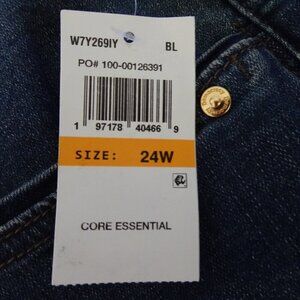 W7Y269IY BL
PO# 100-00126391
1 97178 40466 9
SIZE: 24W
CORE ESSENTIAL